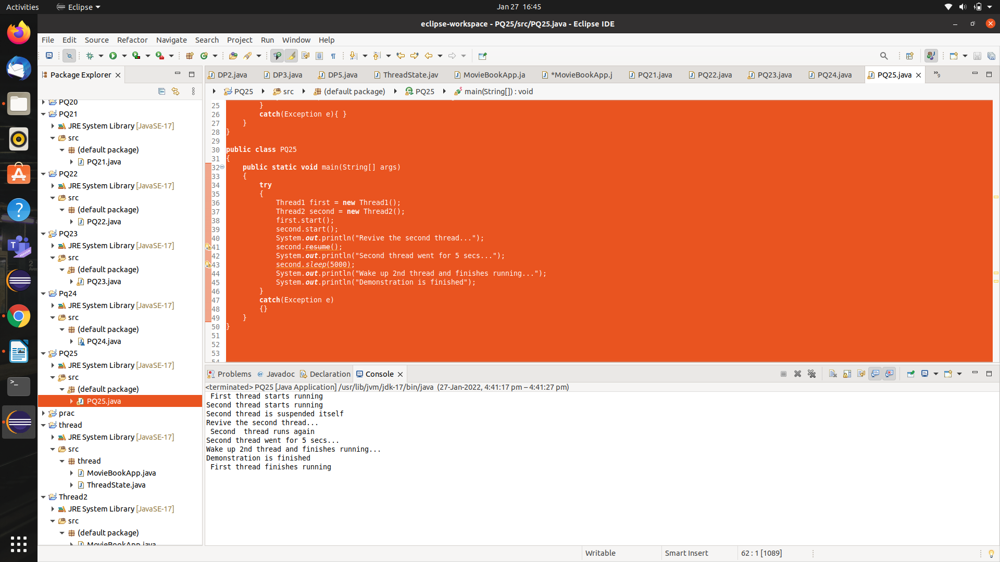 Activities
Eclipse
Jan 27 16:45
eclipse-workspace - PQ25/src/PQ25.java - Eclipse IDE
File Edit Source Refactor Navigate Search Project Run Window Help
Package Explorer
PQ20
PQ21
JRE System Library [JavaSE-17]
src
(default package)
PQ21.java
PQ22
JRE System Library [JavaSE-17]
src
(default package)
PQ22.java
PQ23
JRE System Library [JavaSE-17]
src
(default package)
PQ23.java
Pq24
JRE System Library [JavaSE-17]
src
(default package)
PQ24.java
PQ25
JRE System Library [JavaSE-17]
src
(default package)
PQ25.java
prac
thread
JRE System Library [JavaSE-17]
src
thread
MovieBookApp.java
ThreadState.java
Thread2
JRE System Library [JavaSE-17]
src
(default package)
MovieBookApp.java
DP2.java DP3.java DP5.java ThreadState.jav MovieBookApp.ja *MovieBookApp.j PQ21.java PQ22.java PQ23.java PQ24.java PQ25.java »9
PQ25 src (default package) PQ25 main(String[]) : void
25 }
26 catch(Exception e){ }
27 }
28 }
29
30 public class PQ25
31 {
32 public static void main(String[] args)
33 {
34 try
35 {
36 Thread1 first = new Thread1();
37 Thread2 second = new Thread2();
38 first.start();
39 second.start();
40 System.out.println("Revive the second thread...");
41 second.resume();
42 System.out.println("Second thread went for 5 secs...");
43 second.sleep(5000);
44 System.out.println("Wake up 2nd thread and finishes running...");
45 System.out.println("Demonstration is finished");
46 }
47 catch(Exception e)
48 {}
49 }
50 }
51
52
53
54
Problems Javadoc Declaration Console
<terminated> PQ25 [Java Application] /usr/lib/jvm/jdk-17/bin/java (27-Jan-2022, 4:41:17 pm – 4:41:27 pm)
First thread starts running
Second thread starts running
Second thread is suspended itself
Revive the second thread...
Second  thread runs again
Second thread went for 5 secs...
Wake up 2nd thread and finishes running...
Demonstration is finished
First thread finishes running
Writable
Smart Insert
62 : 1 [1089]